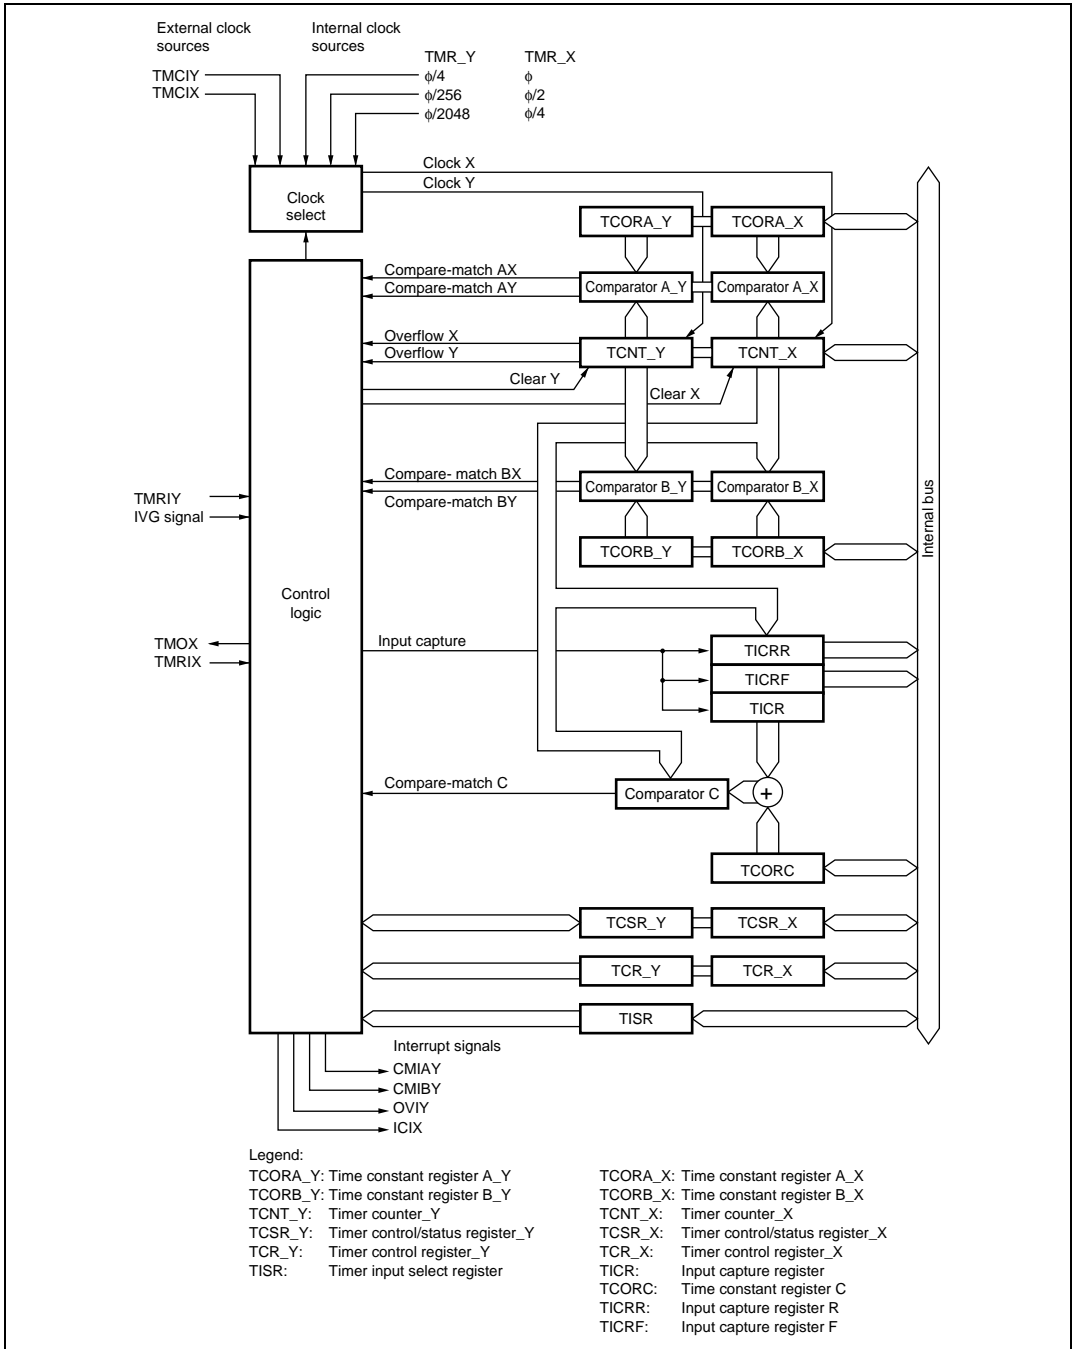 External clock sources
Internal clock sources
TMR_Y
TMR_X
TMCIY
ϕ/4
ϕ
TMCIX
ϕ/256
ϕ/2
ϕ/2048
ϕ/4
Clock X
Clock Y
Clock select
TCORA_Y
TCORA_X
Compare-match AX
Compare-match AY
Comparator A_Y
Comparator A_X
Overflow X
Overflow Y
TCNT_Y
TCNT_X
Clear Y
Clear X
Compare- match BX
Compare-match BY
Comparator B_Y
Comparator B_X
TMRIY
IVG signal
TCORB_Y
TCORB_X
Internal bus
Control logic
TMOX
TMRIX
Input capture
TICRR
TICRF
TICR
Compare-match C
Comparator C
+
TCORC
TCSR_Y
TCSR_X
TCR_Y
TCR_X
TISR
Interrupt signals
CMIAY
CMIBY
OVIY
ICIX
Legend:
TCORA_Y: Time constant register A_Y
TCORB_Y: Time constant register B_Y
TCNT_Y: Timer counter_Y
TCSR_Y: Timer control/status register_Y
TCR_Y: Timer control register_Y
TISR: Timer input select register
TCORA_X: Time constant register A_X
TCORB_X: Time constant register B_X
TCNT_X: Timer counter_X
TCSR_X: Timer control/status register_X
TCR_X: Timer control register_X
TICR: Input capture register
TCORC: Time constant register C
TICRR: Input capture register R
TICRF: Input capture register F